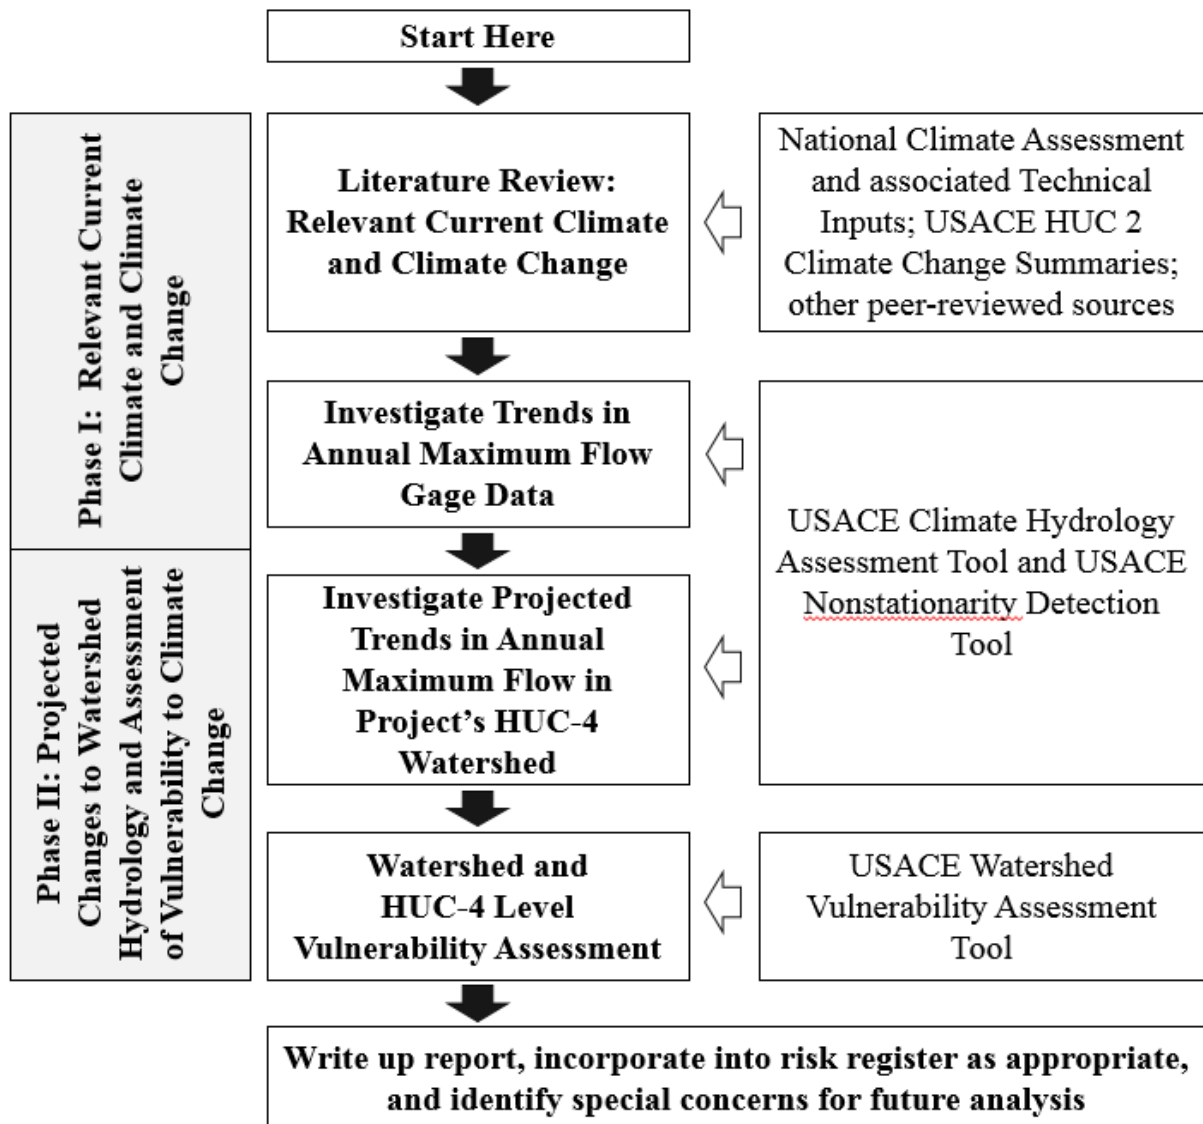 Start Here
Phase I:  Relevant Current
Climate and Climate
Change
Literature Review:
Relevant Current Climate
and Climate Change
National Climate Assessment
and associated Technical
Inputs; USACE HUC 2
Climate Change Summaries;
other peer-reviewed sources
Investigate Trends in
Annual Maximum Flow
Gage Data
USACE Climate Hydrology
Assessment Tool and USACE
Nonstationarity Detection
Tool
Phase II: Projected
Changes to Watershed
Hydrology and Assessment
of Vulnerability to Climate
Change
Investigate Projected
Trends in Annual
Maximum Flow in
Project’s HUC-4
Watershed
Watershed and
HUC-4 Level
Vulnerability Assessment
USACE Watershed
Vulnerability Assessment
Tool
Write up report, incorporate into risk register as appropriate,
and identify special concerns for future analysis